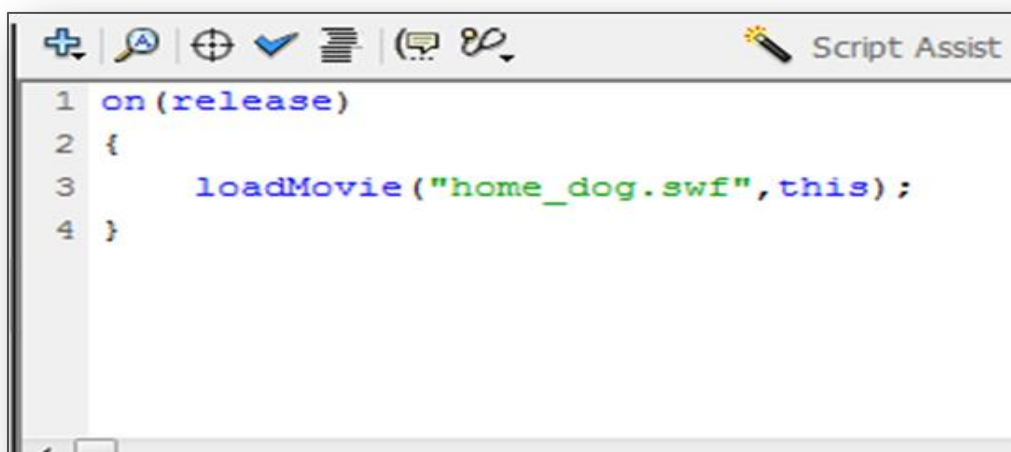 Script Assist
1 on(release)
2 {
3 loadMovie("home_dog.swf",this);
4 }